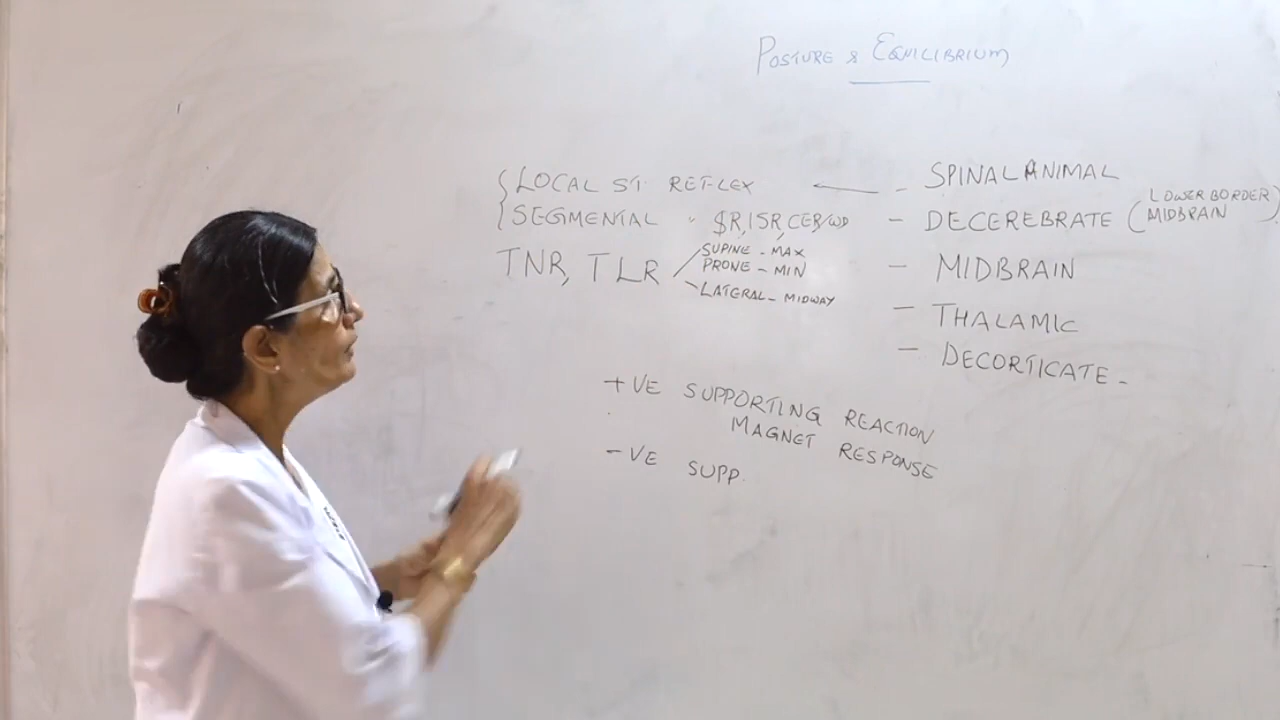 POSTURE & EQUILIBRIUM
LOCAL ST. REFLEX
SEGMENTAL " SR, ISR, CER/WD
TNR, TLR
SUPINE - MAX
PRONE - MIN
LATERAL - MIDWAY
- SPINAL ANIMAL
- DECEREBRATE (LOWER BORDER
MIDBRAIN)
- MIDBRAIN
- THALAMIC
- DECORTICATE -
+VE SUPPORTING REACTION
MAGNET RESPONSE
-VE SUPP.